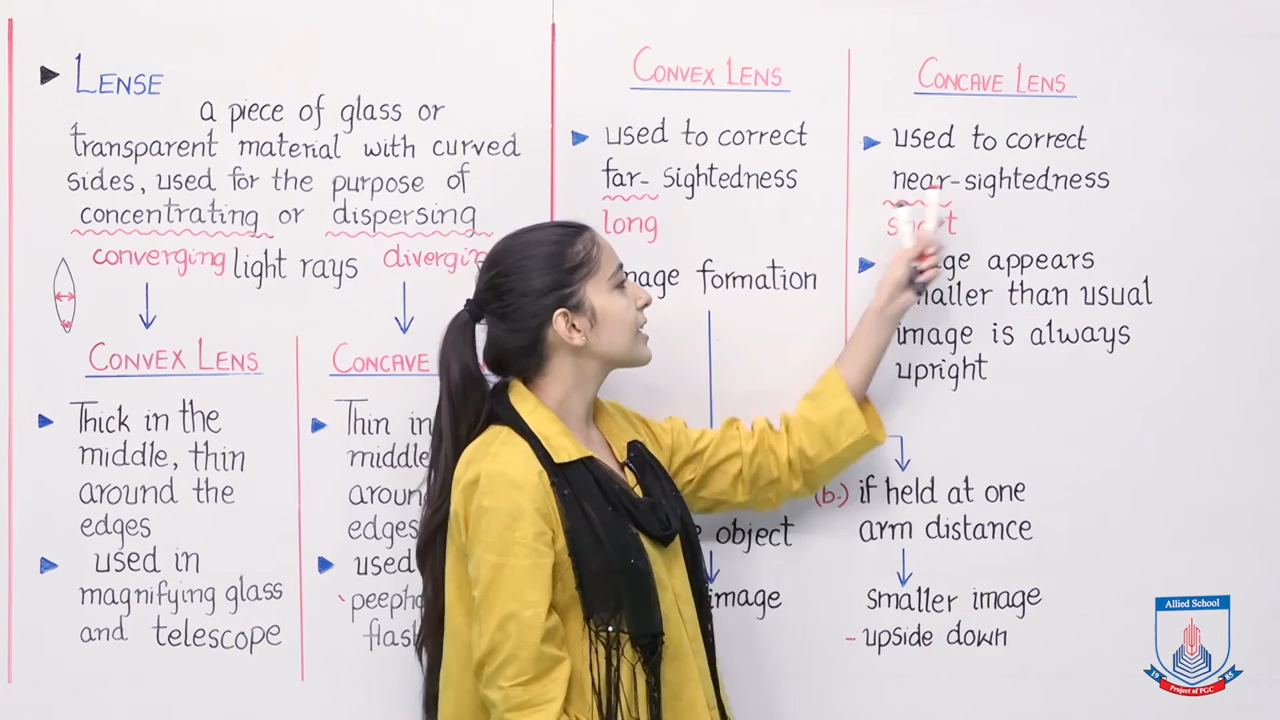 LENSE
a piece of glass or
transparent material with curved
sides, used for the purpose of
concentrating or dispersing
converging light rays
CONVEX LENS
Thick in the
middle, thin
around the
edges
used in
magnifying glass
and telescope
CONCAVE
Thin in
middle
edges
used
CONVEX LENS
used to correct
far-sightedness
long
formation
object
image
CONCAVE LENS
used to correct
near-sightedness
appears
than usual
image is always
upright
(b.) if held at one
arm distance
smaller image
- upside down
Allied School
1985
Project of PGC